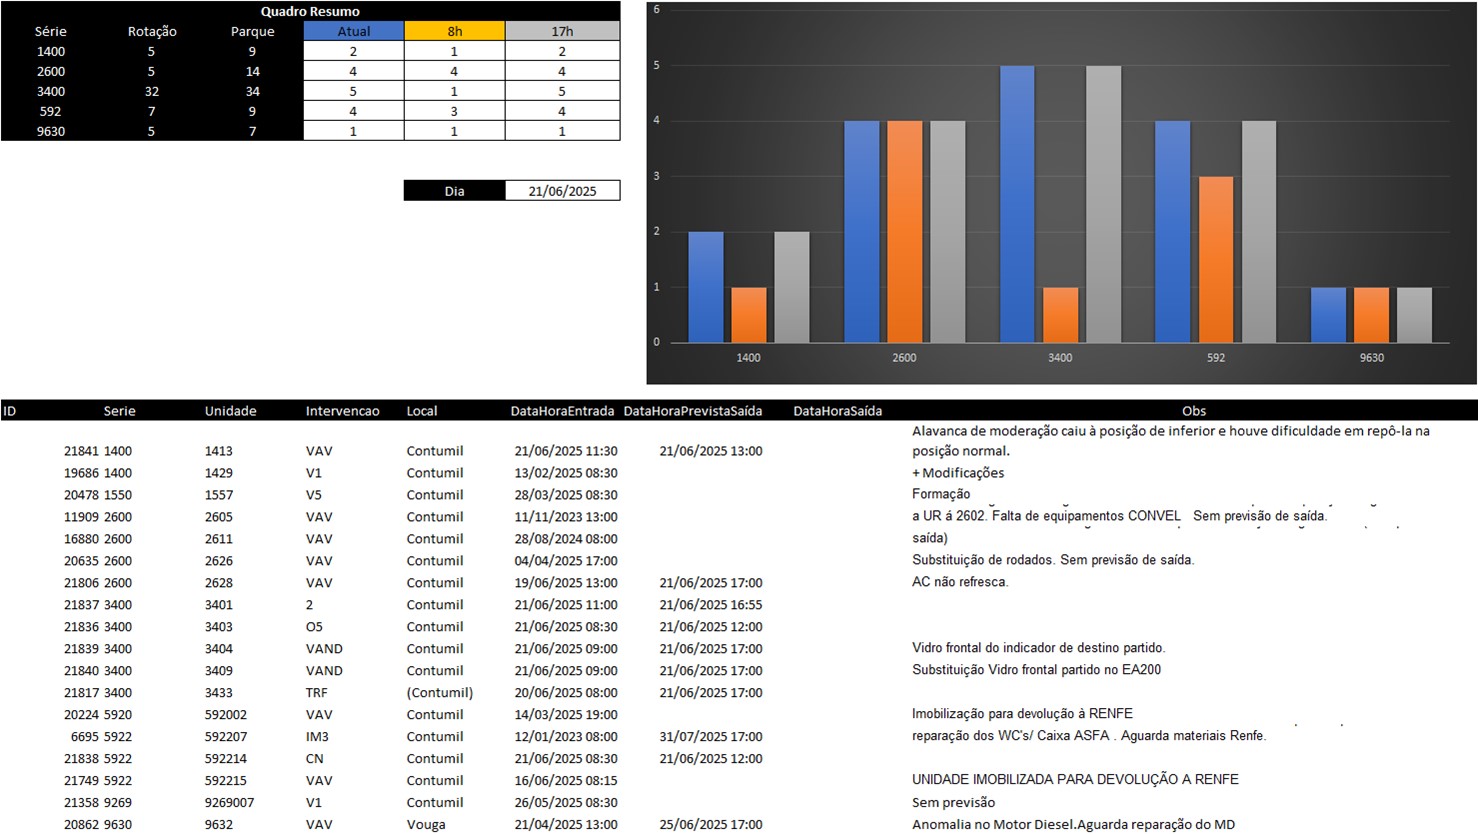 Quadro Resumo
Série Rotação Parque Atual 8h 17h
1400 5 9 2 1 2
2600 5 14 4 4 4
3400 32 34 5 1 5
592 7 9 4 3 4
9630 5 7 1 1 1
Dia 21/06/2025
6
5
4
3
2
1
0
1400 2600 3400 592 9630
ID Serie Unidade Intervencao Local DataHoraEntrada DataHoraPrevistaSaída DataHoraSaída Obs
Alavanca de moderação caiu à posição de inferior e houve dificuldade em repô-la na
21841 1400 1413 VAV Contumil 21/06/2025 11:30 21/06/2025 13:00 posição normal.
19686 1400 1429 V1 Contumil 13/02/2025 08:30 + Modificações
20478 1550 1557 V5 Contumil 28/03/2025 08:30 Formação
11909 2600 2605 VAV Contumil 11/11/2023 13:00 a UR á 2602. Falta de equipamentos CONVEL Sem previsão de saída.
16880 2600 2611 VAV Contumil 28/08/2024 08:00 saída)
20635 2600 2626 VAV Contumil 04/04/2025 17:00 Substituição de rodados. Sem previsão de saída.
21806 2600 2628 VAV Contumil 19/06/2025 13:00 21/06/2025 17:00 AC não refresca.
21837 3400 3401 2 Contumil 21/06/2025 11:00 21/06/2025 16:55
21836 3400 3403 O5 Contumil 21/06/2025 08:30 21/06/2025 12:00
21839 3400 3404 VAND Contumil 21/06/2025 09:00 21/06/2025 17:00 Vidro frontal do indicador de destino partido.
21840 3400 3409 VAND Contumil 21/06/2025 09:00 21/06/2025 17:00 Substituição Vidro frontal partido no EA200
21817 3400 3433 TRF (Contumil) 20/06/2025 08:00 21/06/2025 17:00
20224 5920 592002 VAV Contumil 14/03/2025 19:00 Imobilização para devolução à RENFE
6695 5922 592207 IM3 Contumil 12/01/2023 08:00 31/07/2025 17:00 reparação dos WC's/ Caixa ASFA . Aguarda materiais Renfe.
21838 5922 592214 CN Contumil 21/06/2025 08:30 21/06/2025 12:00
21749 5922 592215 VAV Contumil 16/06/2025 08:15 UNIDADE IMOBILIZADA PARA DEVOLUÇÃO A RENFE
21358 9269 9269007 V1 Contumil 26/05/2025 08:30 Sem previsão
20862 9630 9632 VAV Vouga 21/04/2025 13:00 25/06/2025 17:00 Anomalia no Motor Diesel.Aguarda reparação do MD